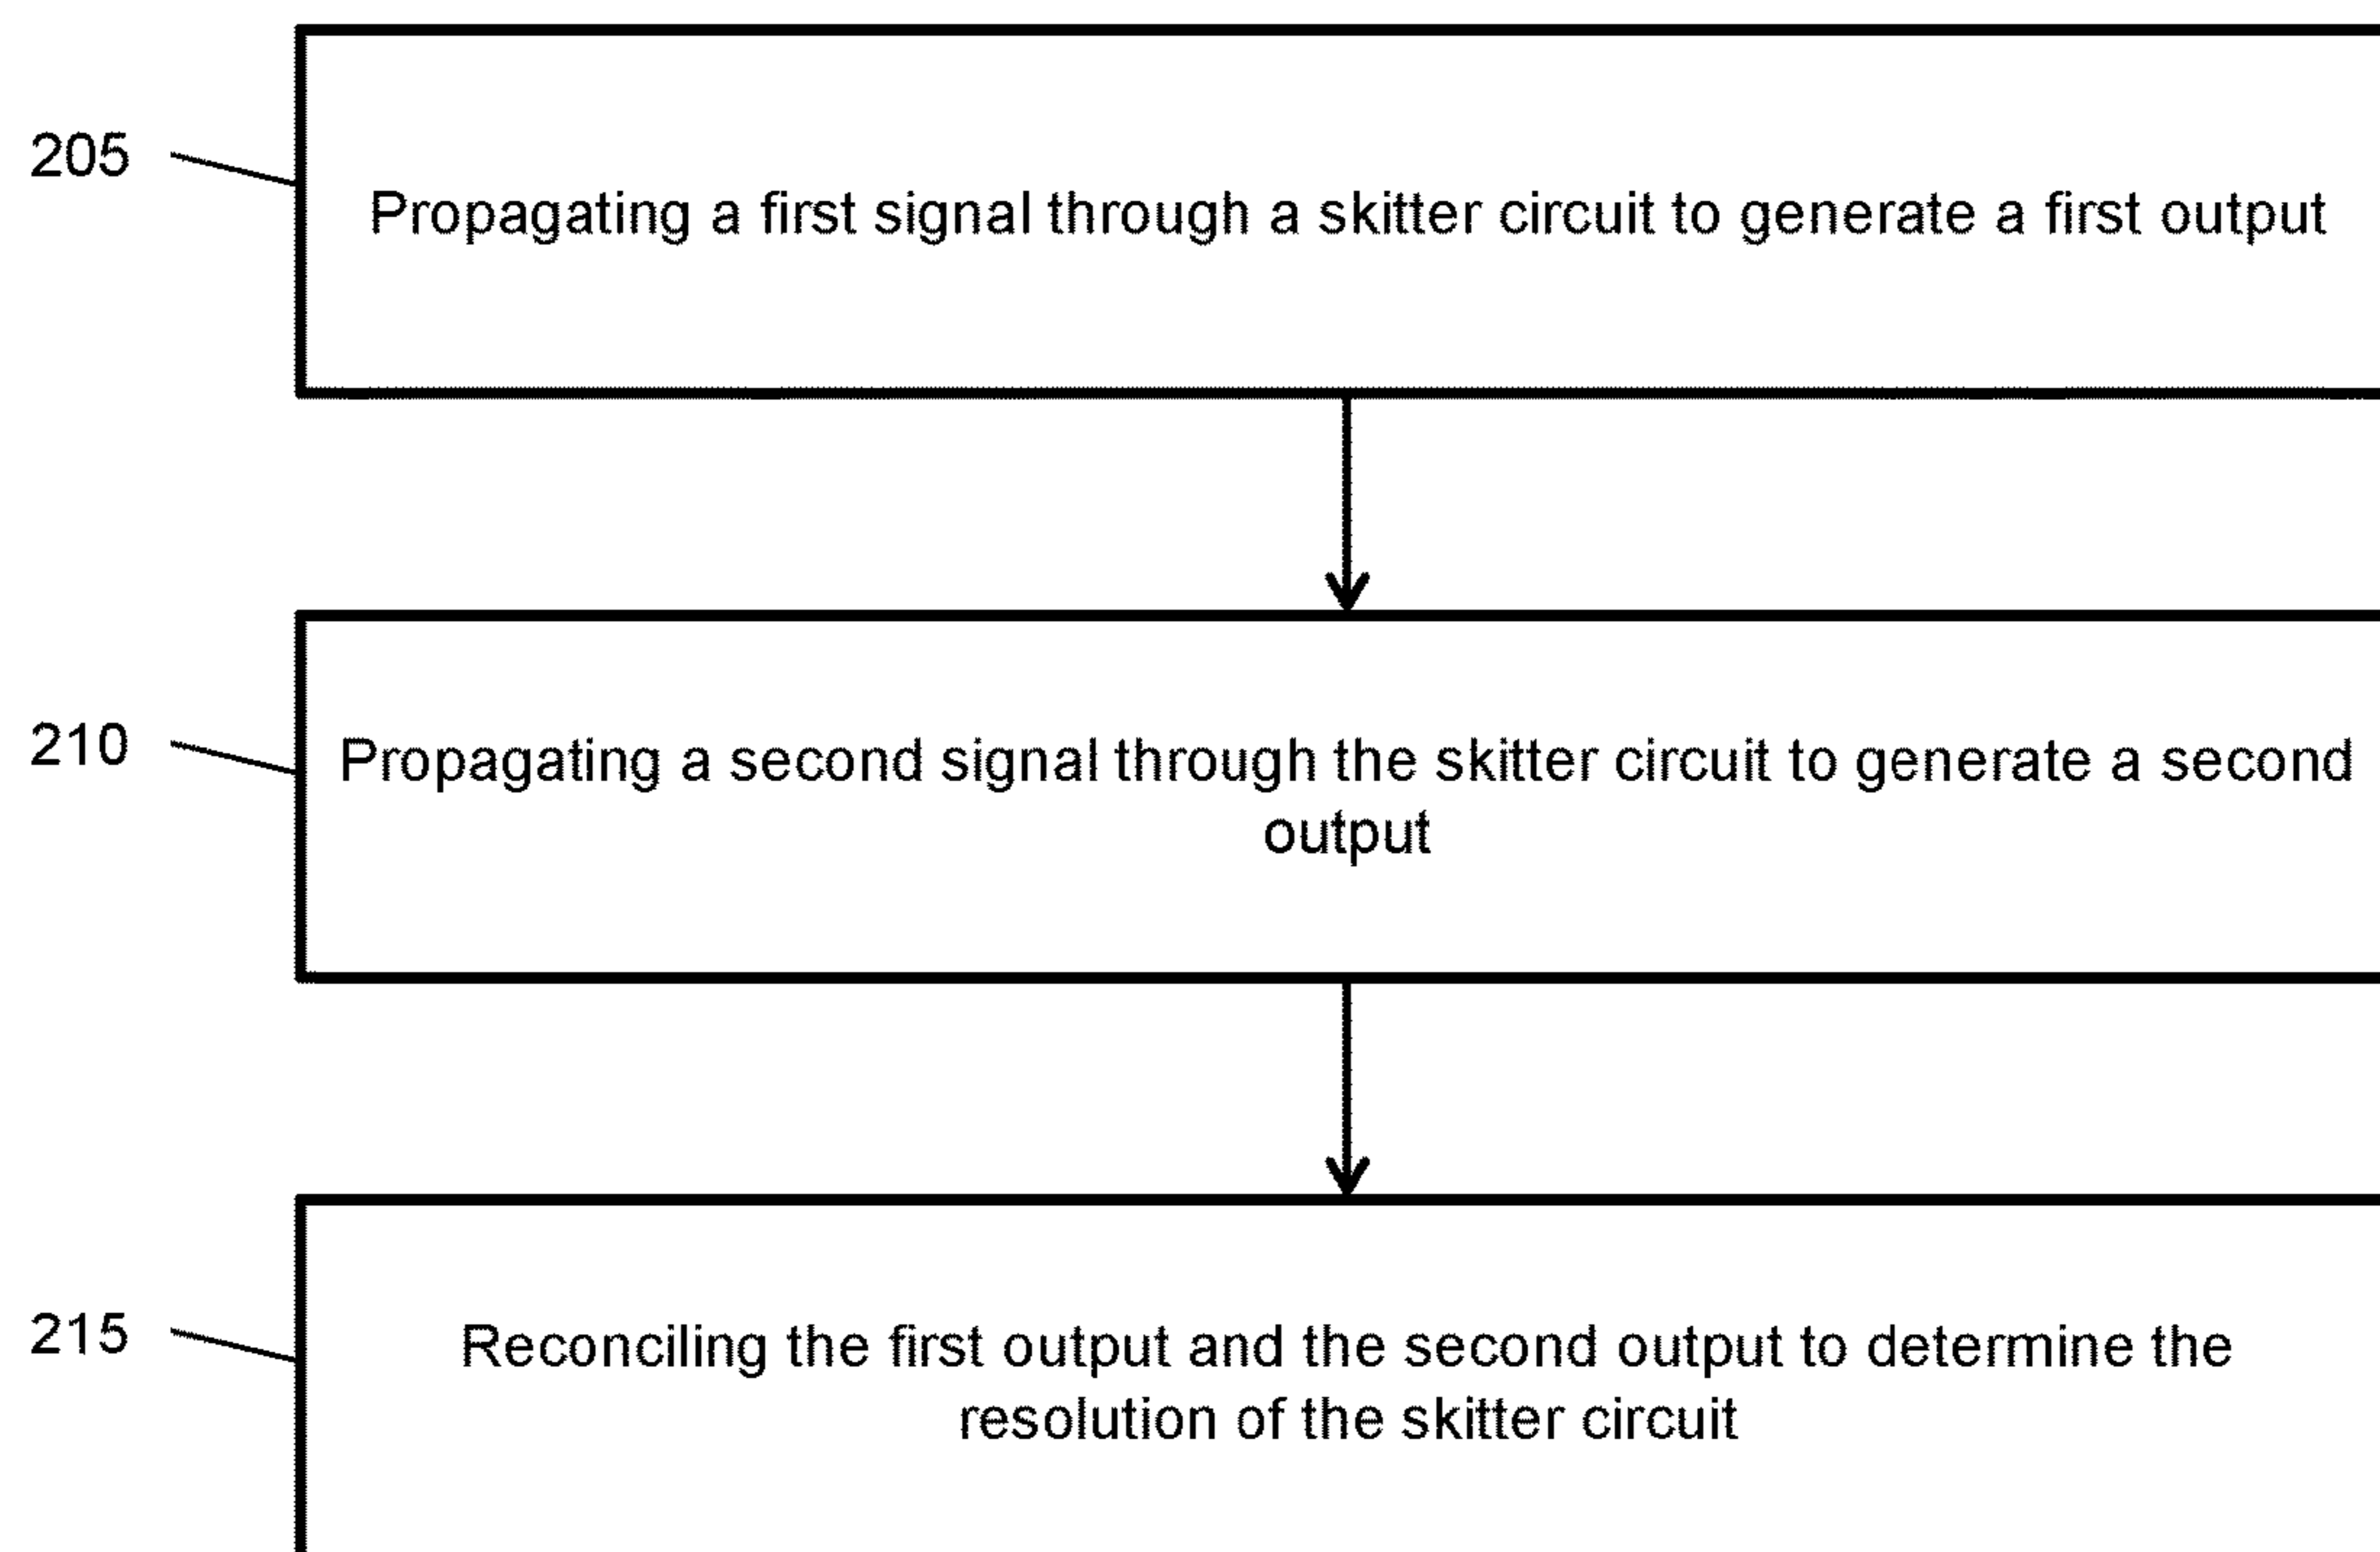 205
Propagating a first signal through a skitter circuit to generate a first output
210
Propagating a second signal through the skitter circuit to generate a second
output
215
Reconciling the first output and the second output to determine the
resolution of the skitter circuit